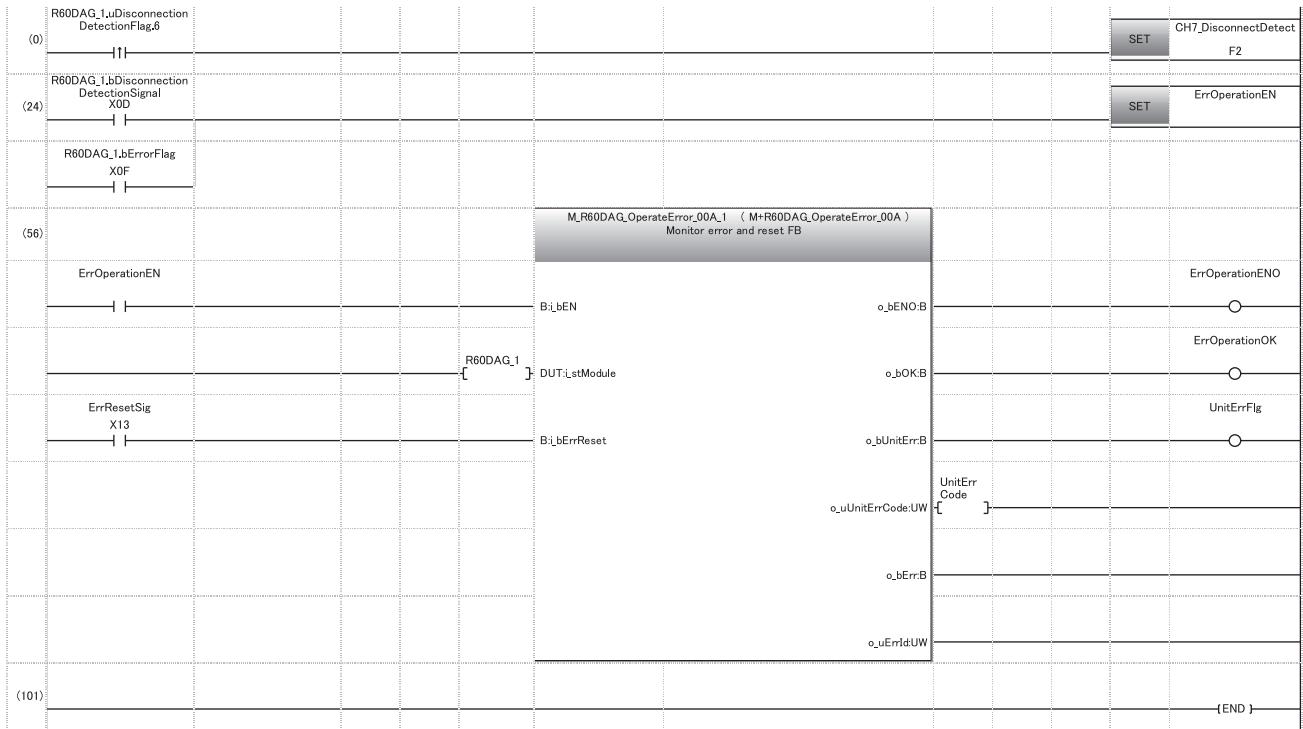 R60DAG_1.uDisconnection
DetectionFlag.6
(0)
SET
CH7_DisconnectDetect
F2
R60DAG_1.bDisconnection
DetectionSignal
X0D
(24)
SET
ErrOperationEN
R60DAG_1.bErrorFlag
X0F
(56)
M_R60DAG_OperateError_00A_1 ( M+R60DAG_OperateError_00A )
Monitor error and reset FB
ErrOperationEN
B:i_bEN
o_bENO:B
ErrOperationENO
R60DAG_1
DUT:i_stModule
o_bOK:B
ErrOperationOK
ErrResetSig
X13
B:i_bErrReset
o_bUnitErr:B
UnitErrFlg
o_uUnitErrCode:UW
UnitErr
Code
o_bErr:B
o_uErrId:UW
(101)
[END]